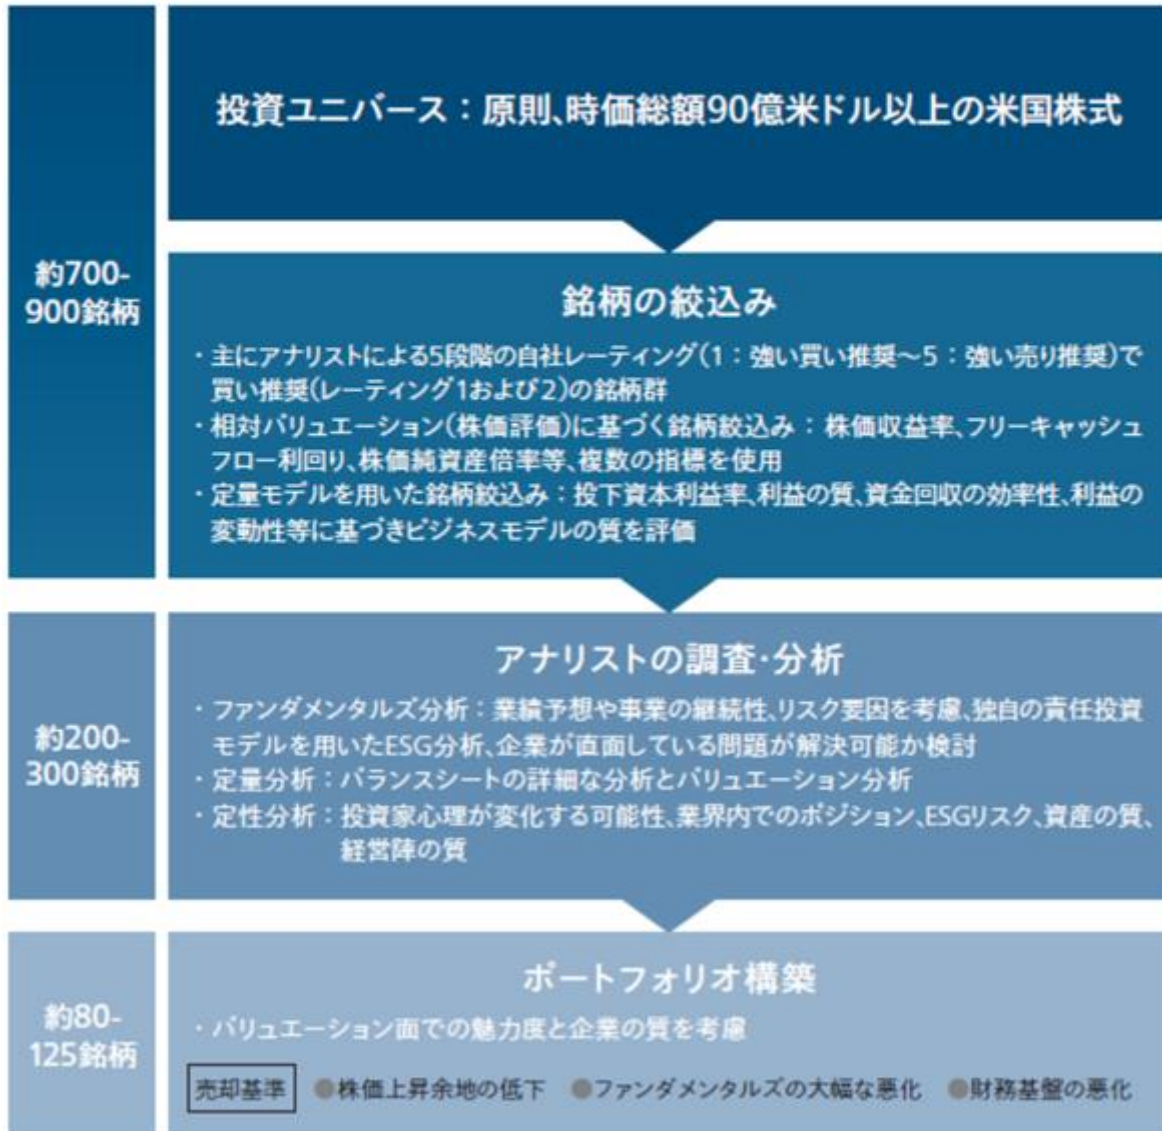 投資ユニバース：原則、時価総額90億米ドル以上の米国株式
約700-
900銘柄
銘柄の絞込み
・主にアナリストによる5段階の自社レーティング(1：強い買い推奨～5：強い売り推奨)で
買い推奨(レーティング1および2)の銘柄群
・相対バリュエーション(株価評価)に基づく銘柄絞込み：株価収益率、フリーキャッシュ
フロー利回り、株価純資産倍率等、複数の指標を使用
・定量モデルを用いた銘柄絞込み：投下資本利益率、利益の質、資金回収の効率性、利益の
変動性等に基づきビジネスモデルの質を評価
約200-
300銘柄
アナリストの調査・分析
・ファンダメンタルズ分析：業績予想や事業の継続性、リスク要因を考慮、独自の責任投資
モデルを用いたESG分析、企業が直面している問題が解決可能か検討
・定量分析：バランスシートの詳細な分析とバリュエーション分析
・定性分析：投資家心理が変化する可能性、業界内でのポジション、ESGリスク、資産の質、
経営陣の質
約80-
125銘柄
ポートフォリオ構築
・バリュエーション面での魅力度と企業の質を考慮
売却基準 ●株価上昇余地の低下 ●ファンダメンタルズの大幅な悪化 ●財務基盤の悪化